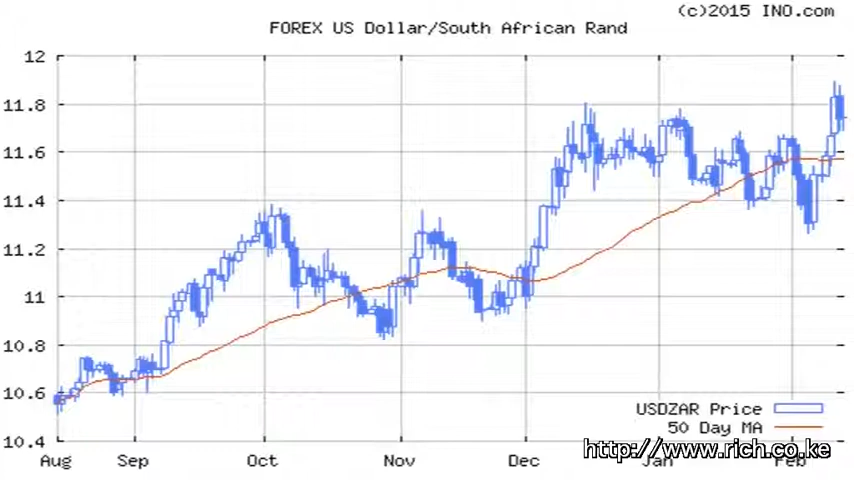 (c)2015 INO.com
FOREX US Dollar/South African Rand
12
11.8
11.6
11.4
11.2
11
10.8
10.6
10.4
USDZAR Price
50 Day MA
http://www.rich.co.ke
Aug Sep Oct Nov Dec Jan Feb